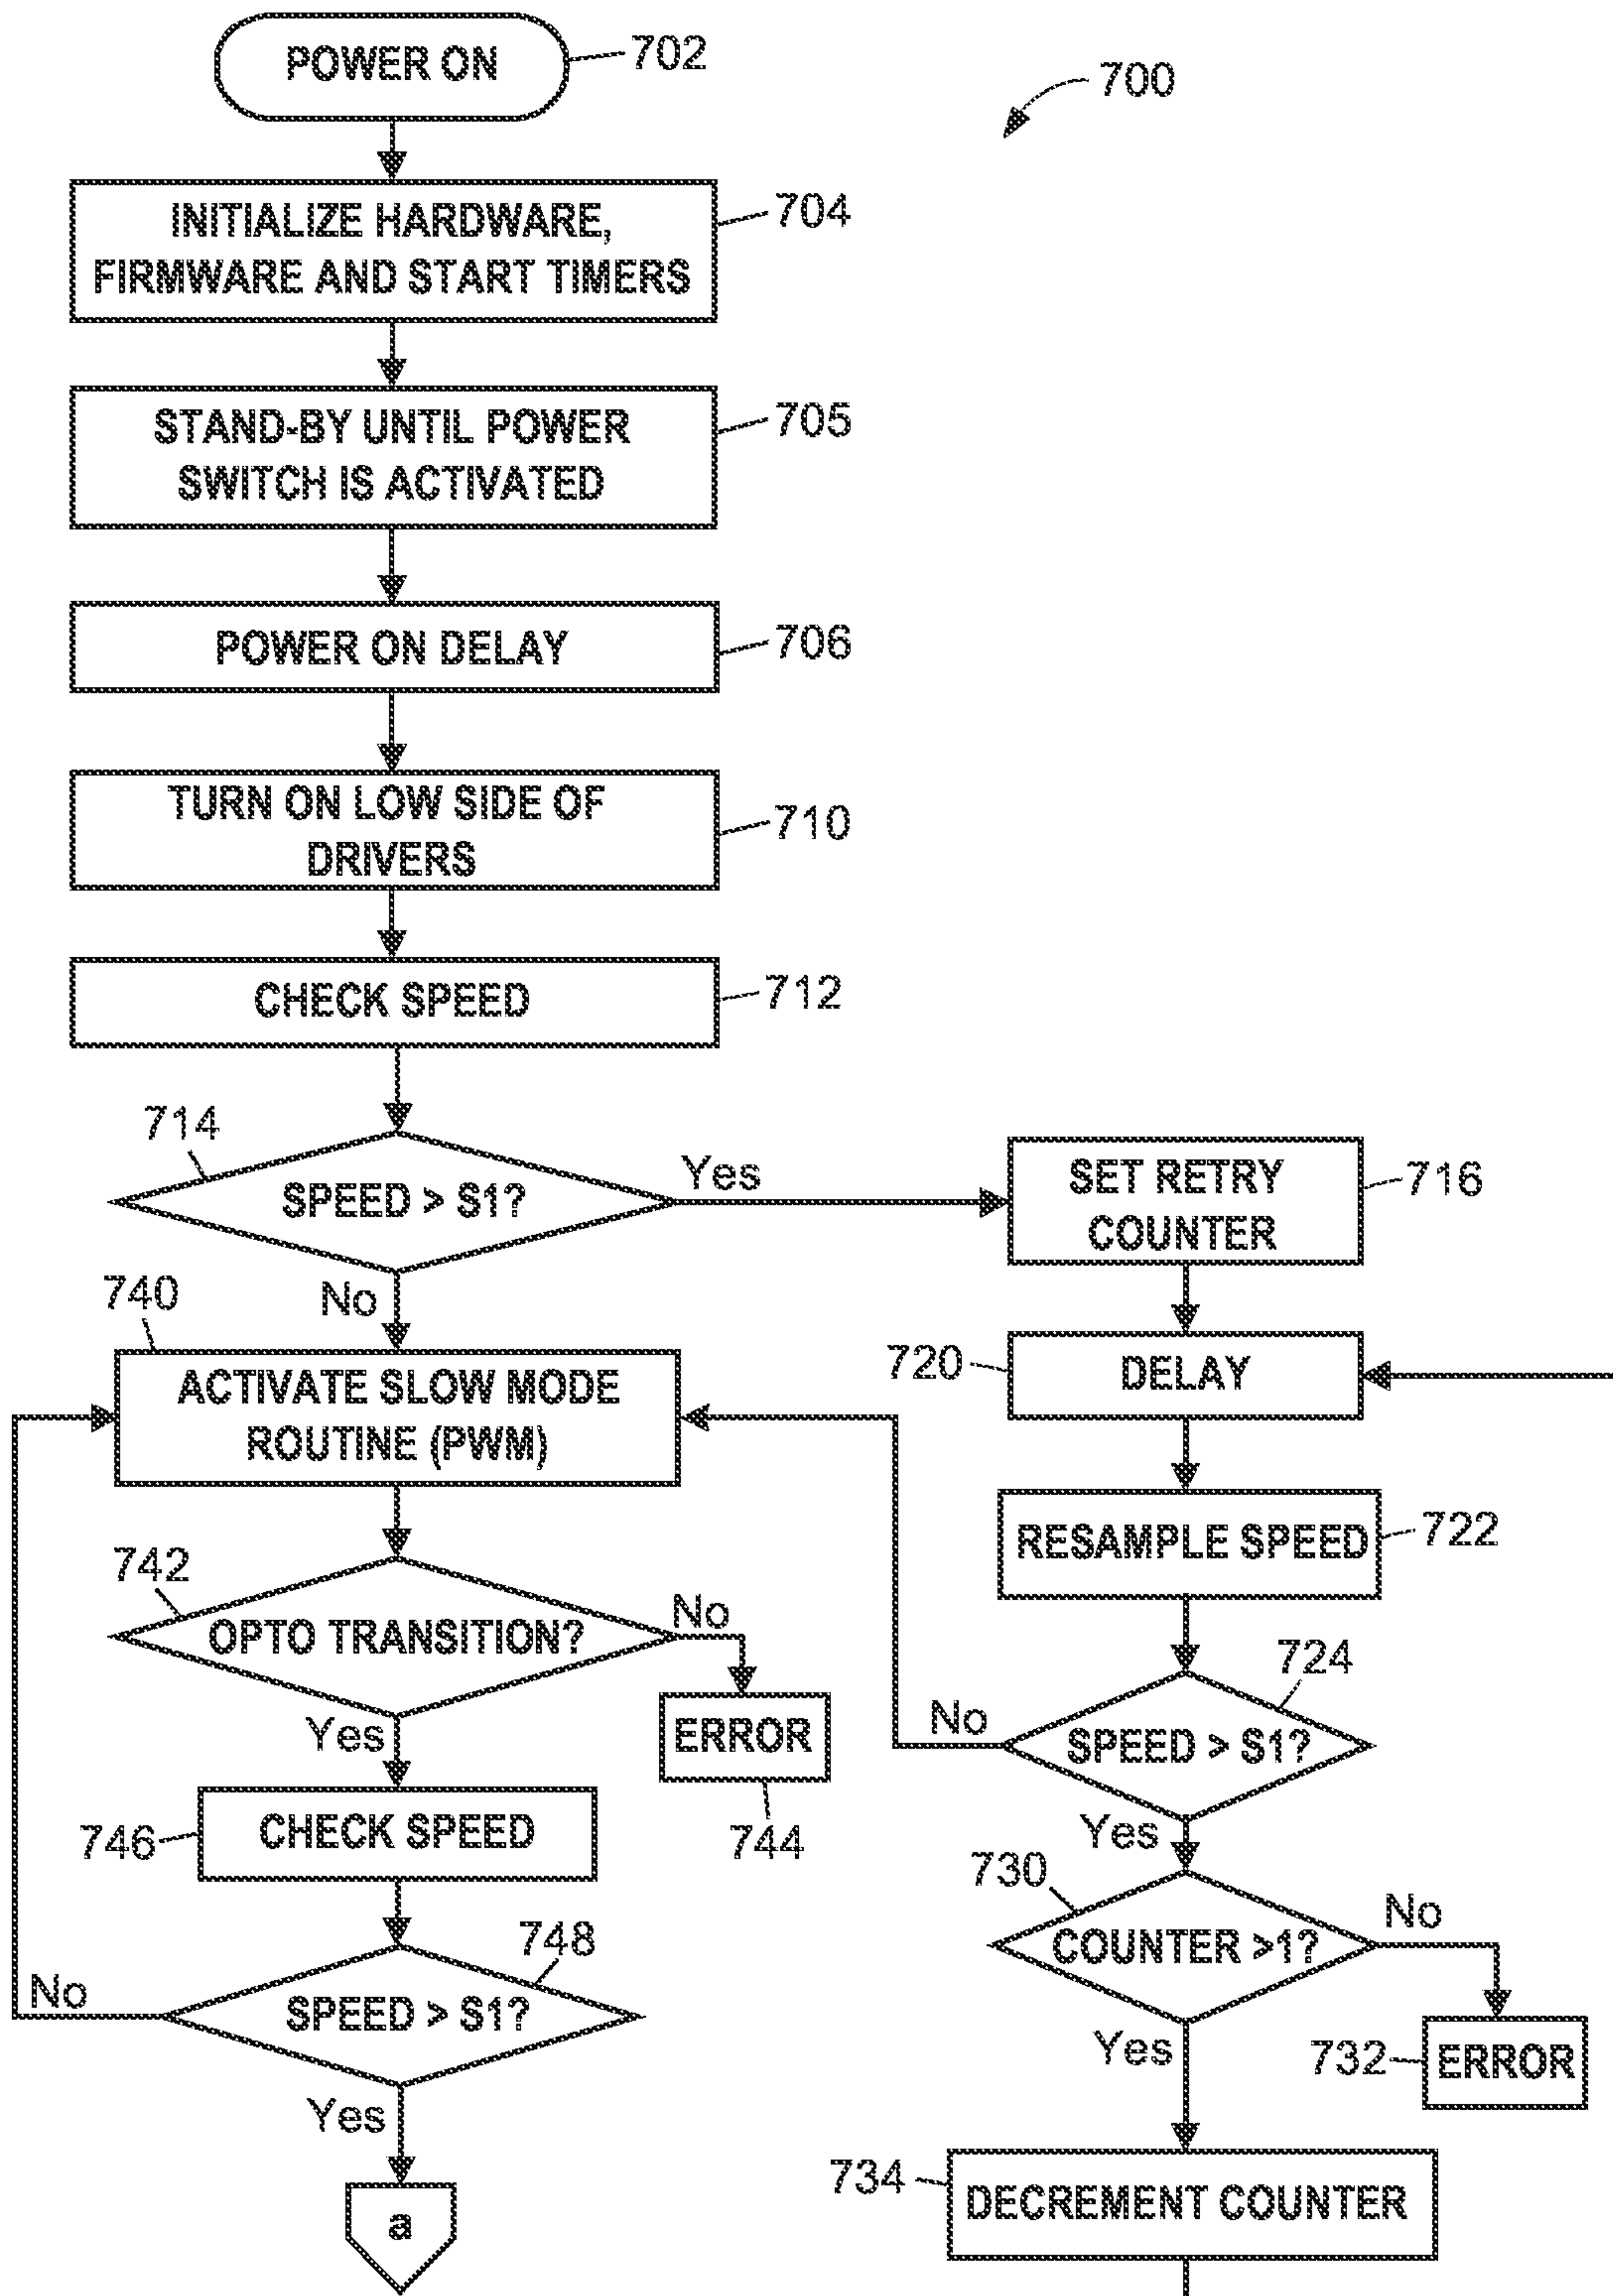 POWER ON
702
700
INITIALIZE HARDWARE,
FIRMWARE AND START TIMERS
704
STAND-BY UNTIL POWER
SWITCH IS ACTIVATED
705
POWER ON DELAY
706
TURN ON LOW SIDE OF
DRIVERS
710
CHECK SPEED
712
714
SPEED > S1?
Yes
No
SET RETRY
COUNTER
716
740
ACTIVATE SLOW MODE
ROUTINE (PWM)
720
DELAY
RESAMPLE SPEED
722
742
OPTO TRANSITION?
No
Yes
ERROR
744
724
SPEED > S1?
No
Yes
746
CHECK SPEED
730
COUNTER >1?
No
Yes
748
SPEED > S1?
No
Yes
732
ERROR
734
DECREMENT COUNTER
a